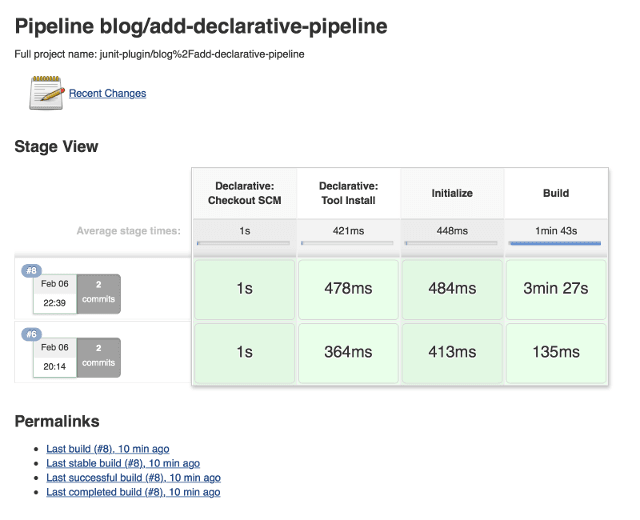 Pipeline blog/add-declarative-pipeline
Full project name: junit-plugin/blog%2Fadd-declarative-pipeline
Recent Changes
Stage View
Declarative: Checkout SCM
Declarative: Tool Install
Initialize
Build
Average stage times:
1s
421ms
448ms
1min 43s
#8
Feb 06
22:39
2
commits
1s
478ms
484ms
3min 27s
#6
Feb 06
20:14
2
commits
1s
364ms
413ms
135ms
Permalinks
Last build (#8), 10 min ago
Last stable build (#8), 10 min ago
Last successful build (#8), 10 min ago
Last completed build (#8), 10 min ago